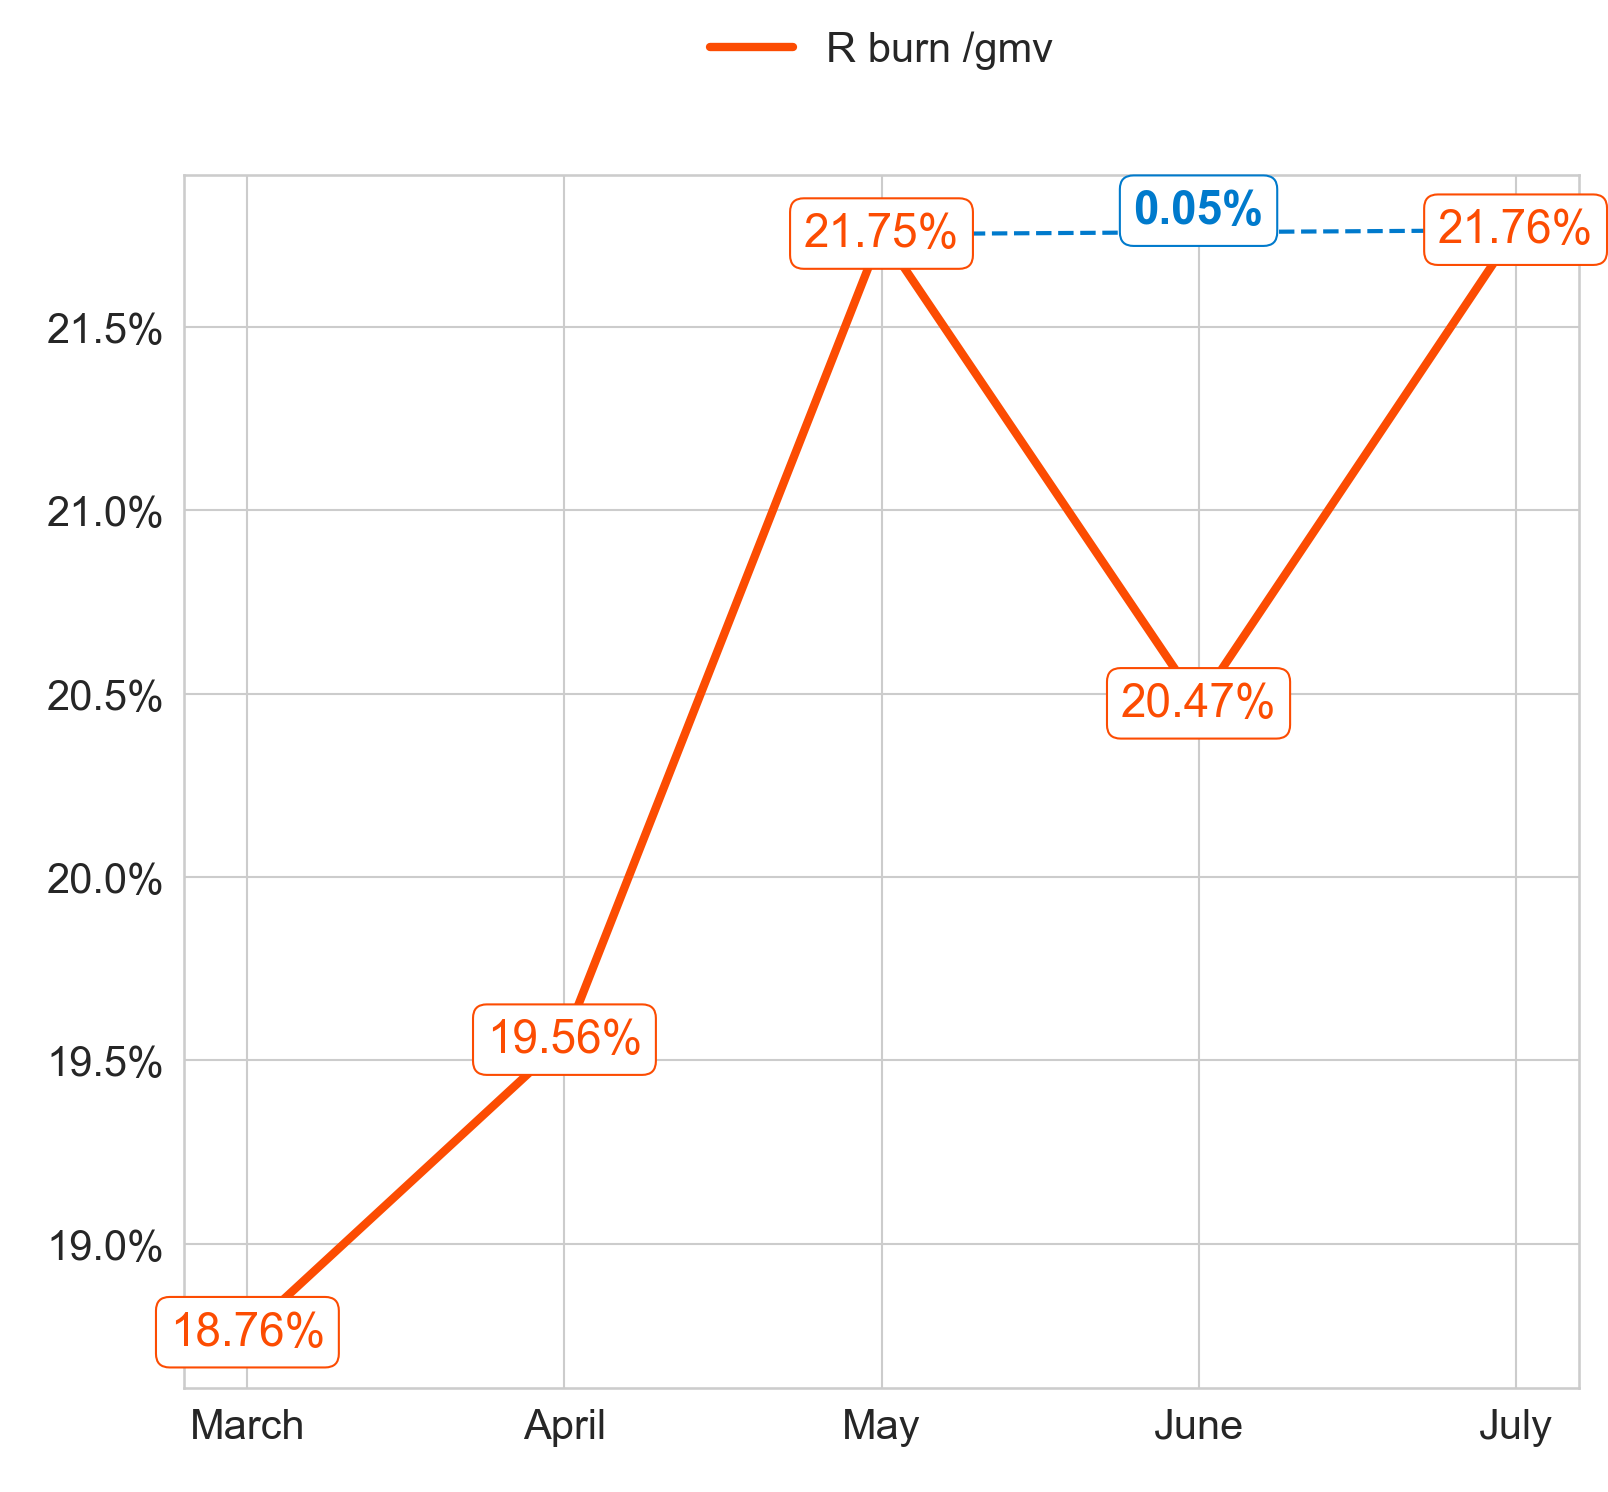 R burn /gmv
0.05%
21.75%
21.76%
21.5%
21.0%
20.5%
20.47%
20.0%
19.56%
19.5%
19.0%
18.76%
March
April
May
June
July